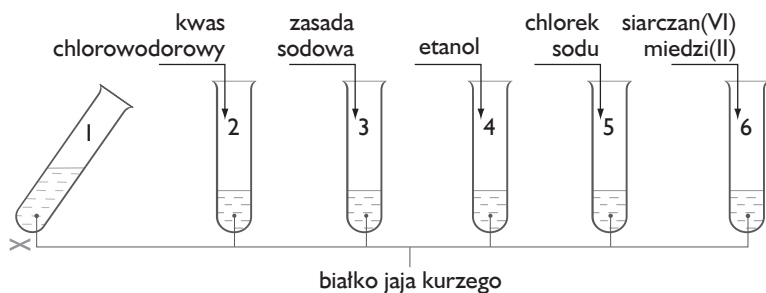 kwas
chlorowodorowy
zasada
sodowa
etanol
chlorek
sodu
siarczan(VI)
miedzi(II)
1
2
3
4
5
6
białko jaja kurzego